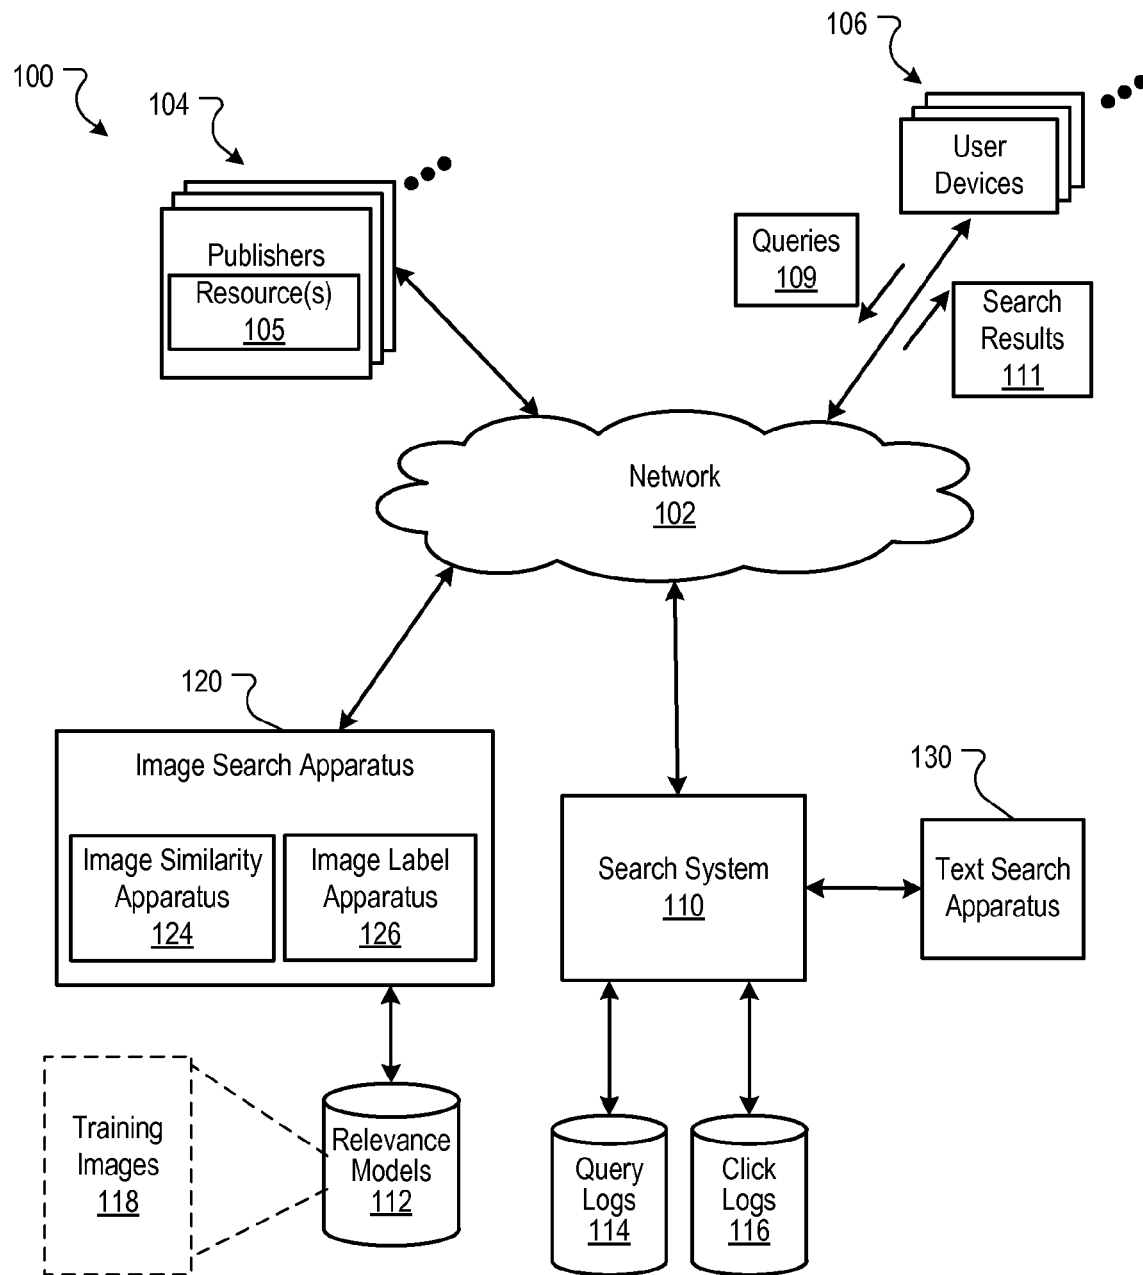 100
104
106
User
Devices
Publishers
Resource(s)
105
Queries
109
Search
Results
111
Network
102
120
Image Search Apparatus
Image Similarity
Apparatus
124
Image Label
Apparatus
126
130
Search System
110
Text Search
Apparatus
Training
Images
118
Relevance
Models
112
Query
Logs
114
Click
Logs
116